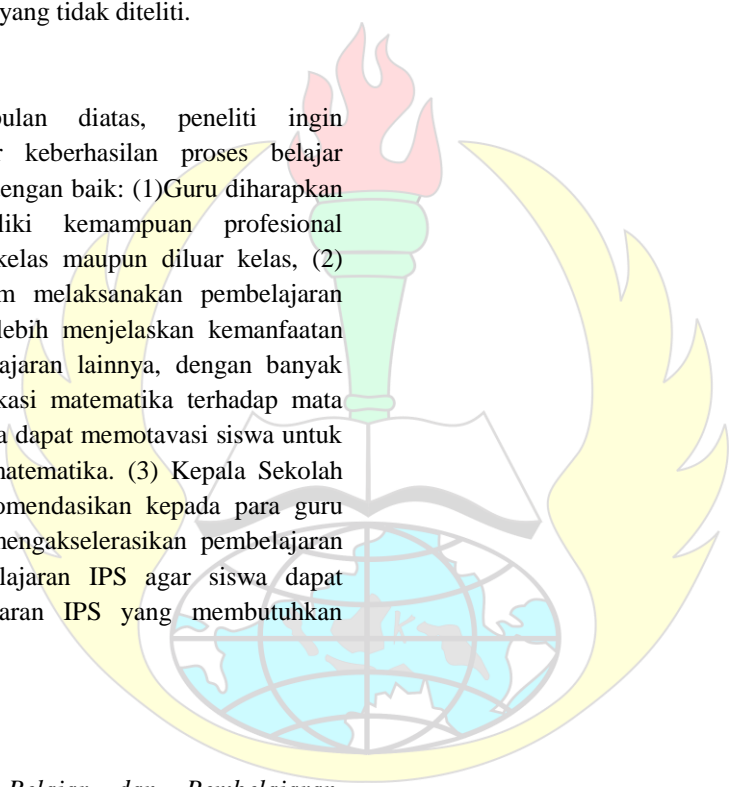 yang tidak diteliti.
pulan diatas, peneliti ingin
keberhasilan proses belajar
engan baik: (1)Guru diharapkan
liki kemampuan profesional
kelas maupun diluar kelas, (2)
m melaksanakan pembelajaran
lebih menjelaskan kemanfaatan
ajaran lainnya, dengan banyak
kasi matematika terhadap mata
a dapat memotavasi siswa untuk
natematika. (3) Kepala Sekolah
omendasikan kepada para guru
mengakselerasikan pembelajaran
elajaran IPS agar siswa dapat
aran IPS yang membutuhkan
Belajan dan Pembelajaran